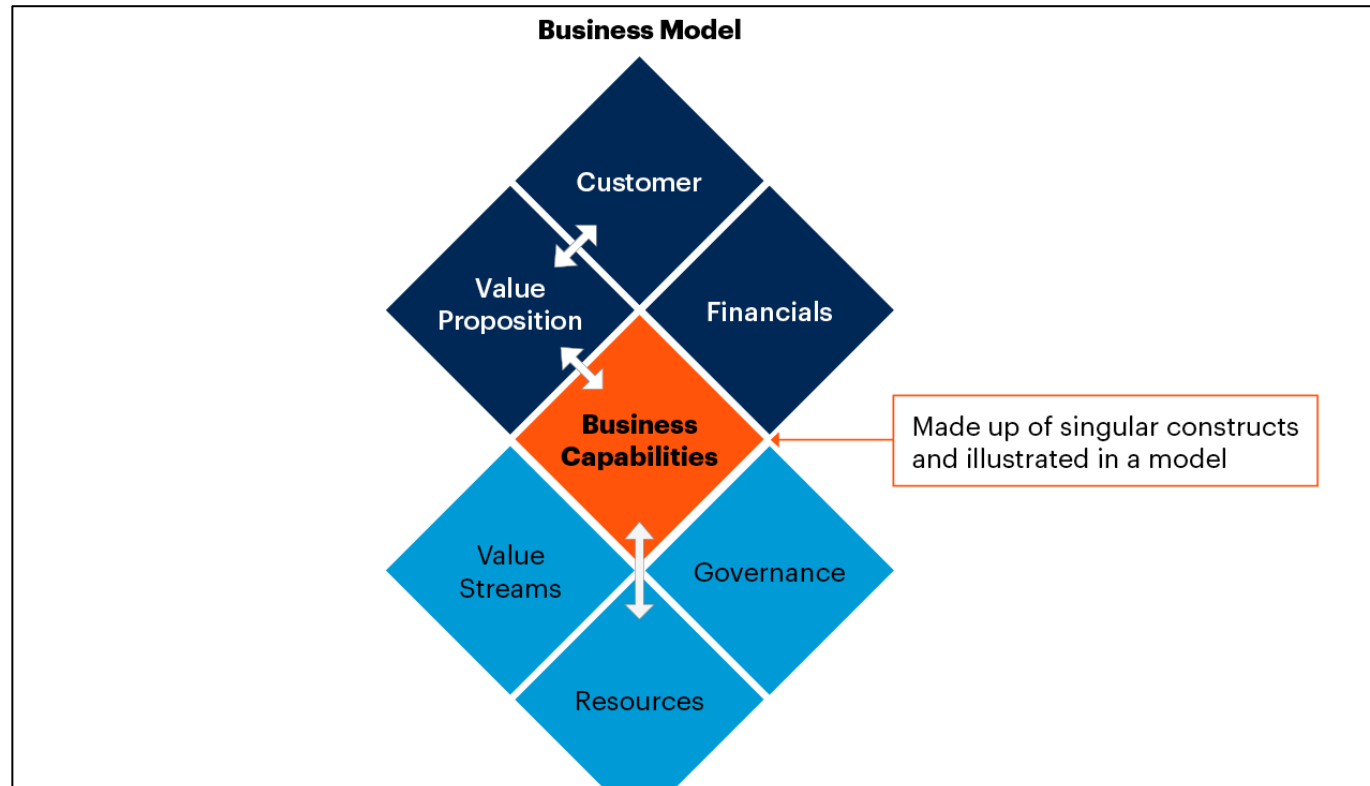 Business Model
Customer
Value
Proposition
Financials
Business
Capabilities
Made up of singular constructs
and illustrated in a model
Value
Streams
Governance
Resources